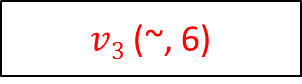 v₃ (~, 6)